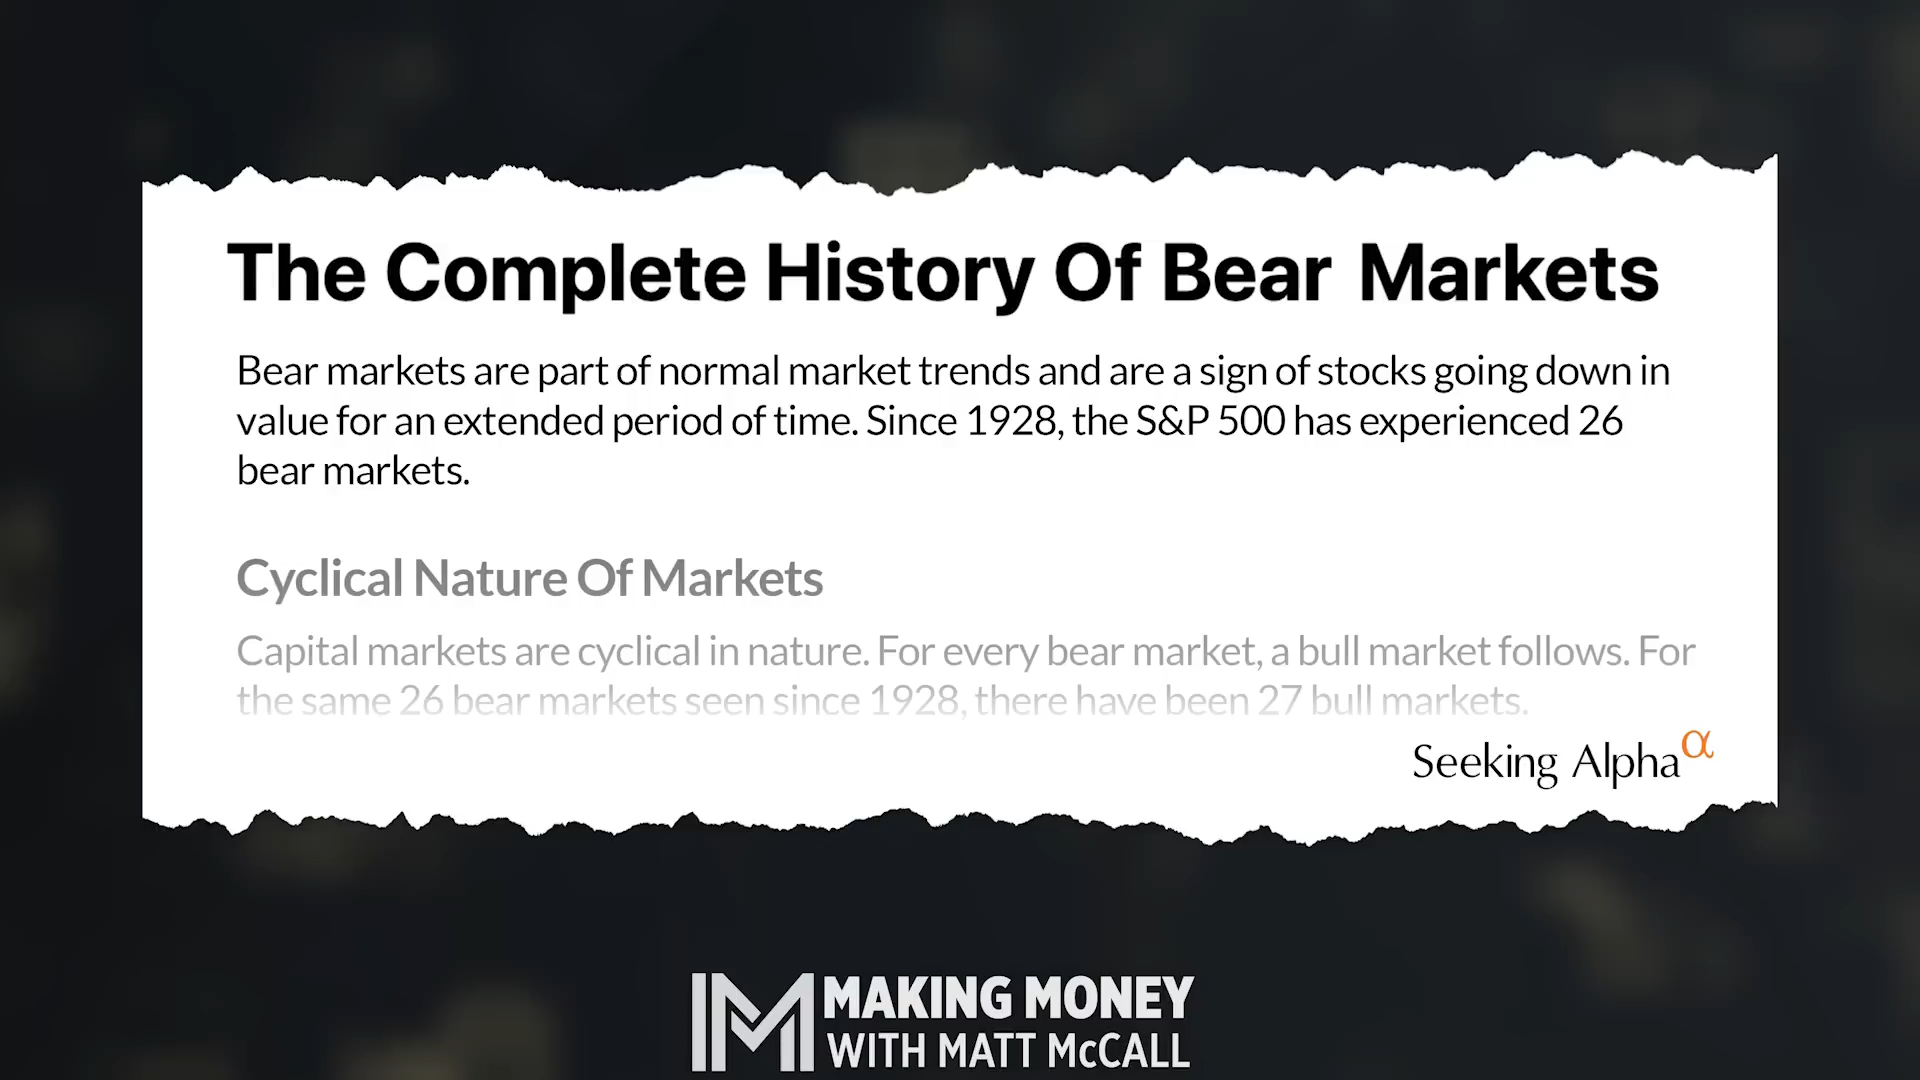 The Complete History Of Bear Markets
Bear markets are part of normal market trends and are a sign of stocks going down in
value for an extended period of time. Since 1928, the S&P 500 has experienced 26
bear markets.
Cyclical Nature Of Markets
Capital markets are cyclical in nature. For every bear market, a bull market follows. For
the same 26 bear markets seen since 1928, there have been 27 bull markets.
Seeking Alpha α
MAKING MONEY
WITH MATT McCALL